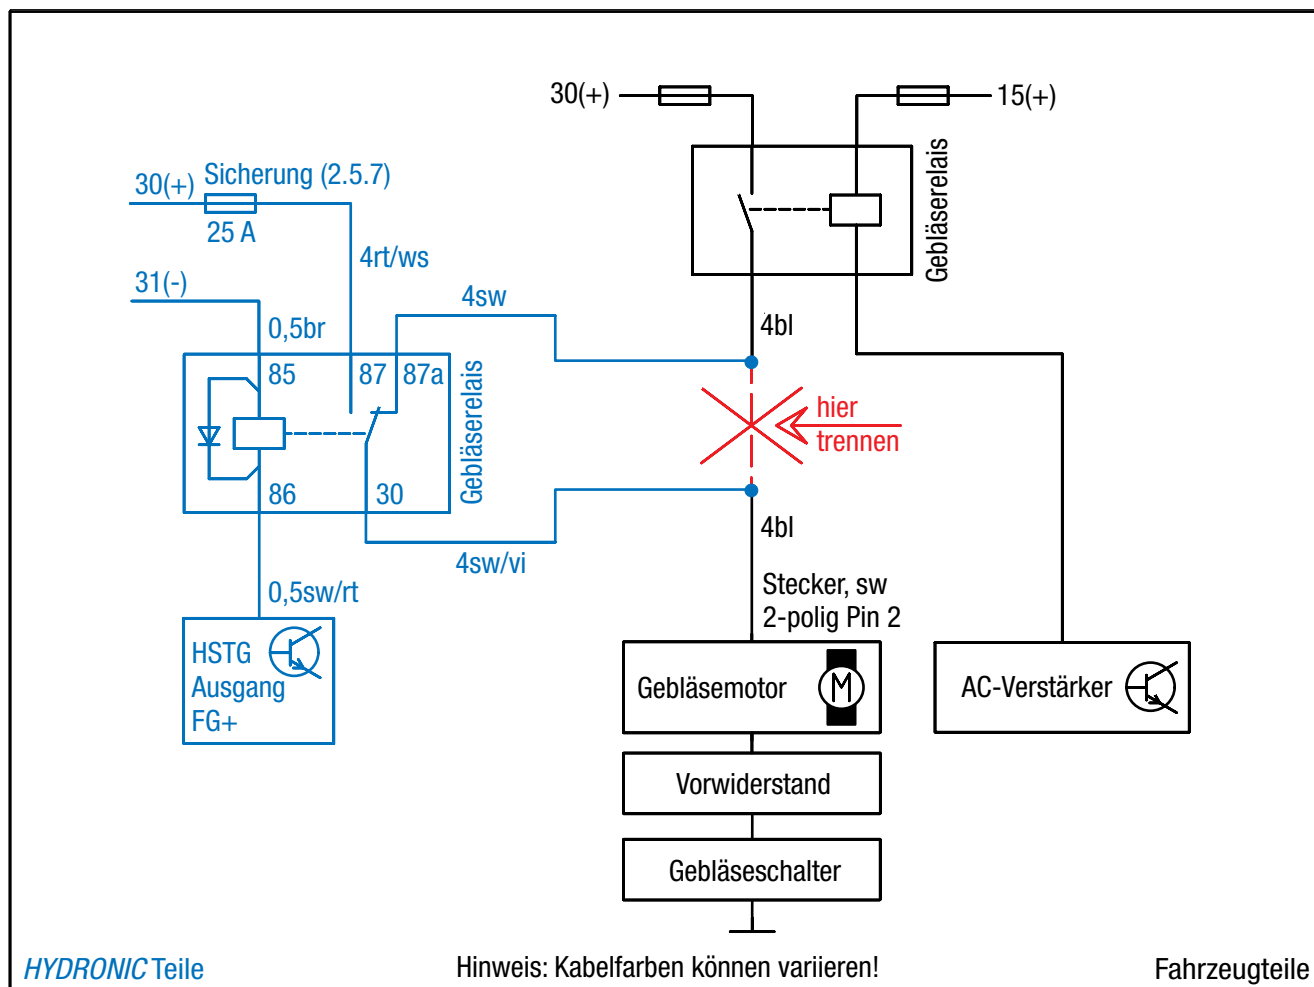 30(+)
15(+)
Gebläserelais
Sicherung (2.5.7)
30(+)
25 A
4rt/ws
31(-)
4sw
0,5br
4bl
85
87
87a
Gebläserelais
hier
trennen
86
30
4bl
4sw/vi
0,5sw/rt
Stecker, sw
2-polig Pin 2
HSTG
Ausgang
FG+
Gebläsemotor
M
AC-Verstärker
Vorwiderstand
Gebläseschalter
HYDRONIC Teile
Hinweis: Kabelfarben können variieren!
Fahrzeugteile